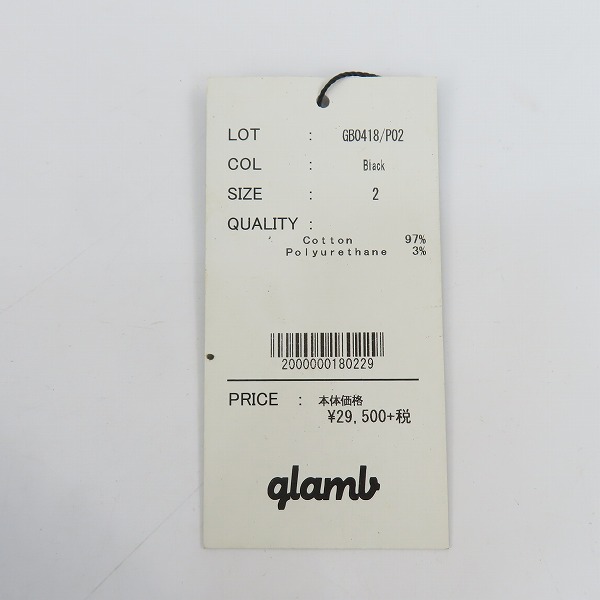 LOT : GB0418/P02
COL : Black
SIZE : 2
QUALITY :
Cotton 97%
Polyurethane 3%
2000000180229
PRICE : 本体価格
¥29,500+税
glamb